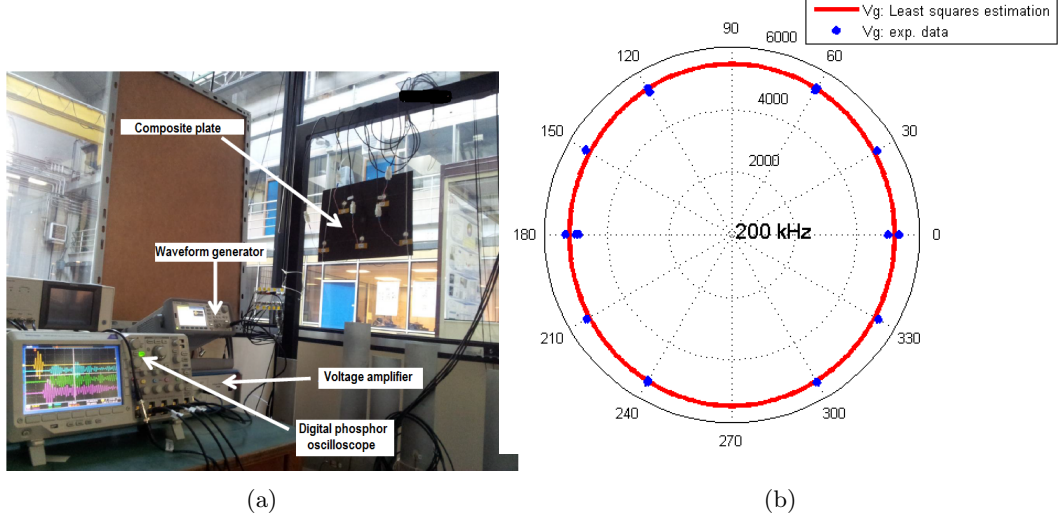 Composite plate
Waveform generator
Voltage amplifier
Digital phosphor
oscilloscope
(a)
Vg: Least squares estimation
Vg: exp. data
90
6000
120
60
4000
150
30
2000
180
200 kHz
0
210
330
240
300
270
(b)